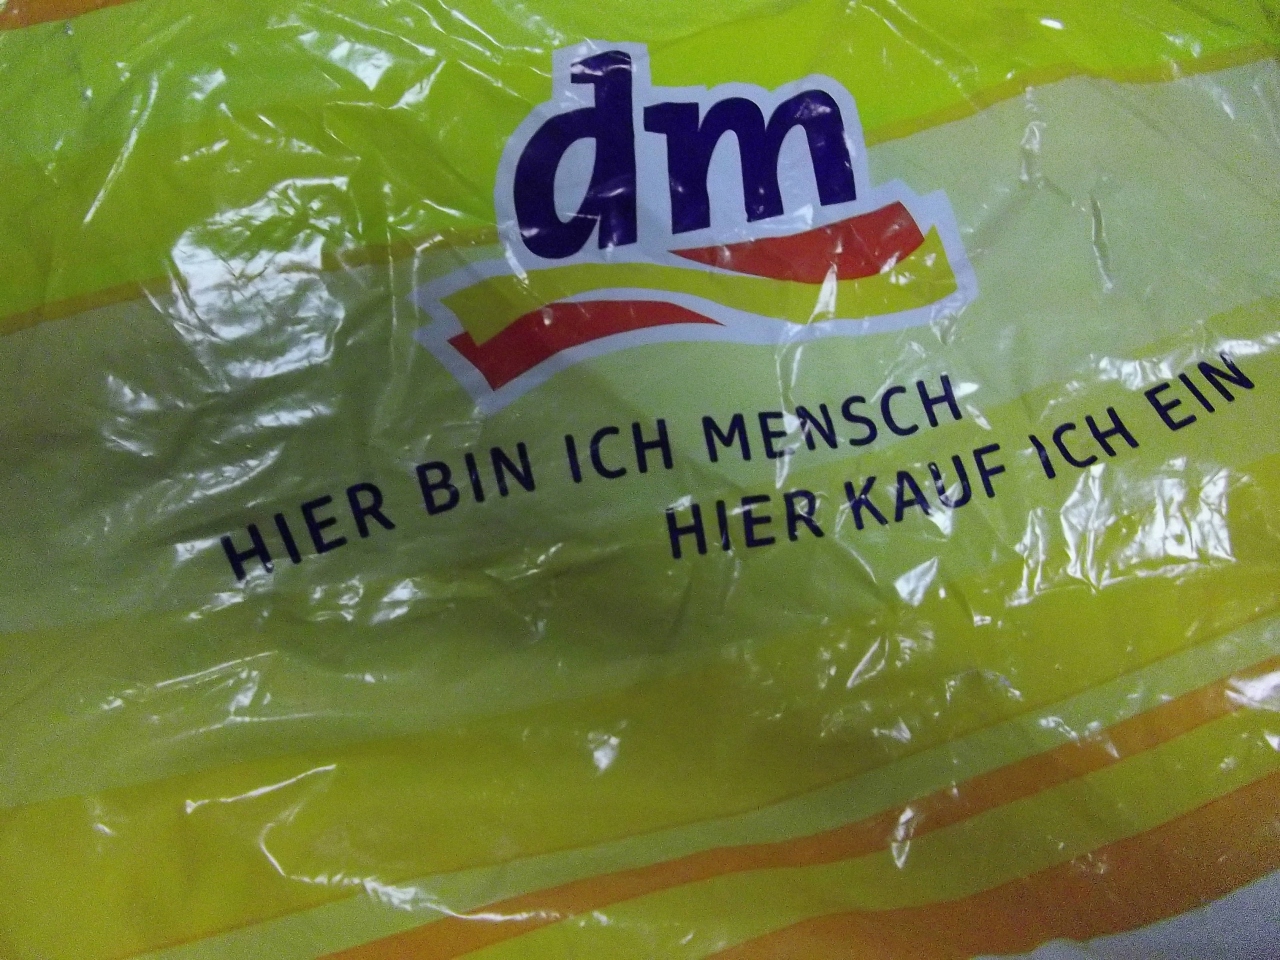 dm
HIER BIN ICH MENSCH
HIER KAUF ICH EIN